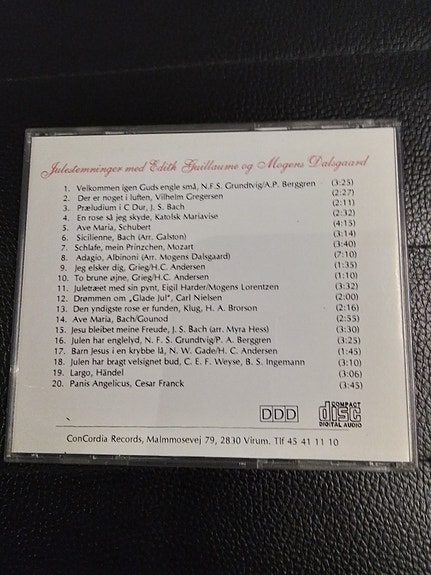 Julestemninger med Edith Guillaume og Mogens Dalsgaard
1. Velkommen igen Guds engle små, N.F.S. Grundtvig/A.P. Berggren (3:25)
2. Der er noget i luften, Vilhelm Gregersen (2:27)
3. Præludium i C Dur, J. S. Bach (2:11)
4. En rose så jeg skyde, Katolsk Mariavise (2:32)
5. Ave Maria, Schubert (4:15)
6. Sicilienne, Bach (Arr. Galston) (3:14)
7. Schlafe, mein Prinzchen, Mozart (3:40)
8. Adagio, Albinoni (Arr. Mogens Dalsgaard) (7:10)
9. Jeg elsker dig, Grieg/H.C. Andersen (1:35)
10. To brune øjne, Grieg/H.C. Andersen (1:10)
11. Juletræet med sin pynt, Eigil Harder/Mogens Lorentzen (3:32)
12. Drømmen om „Glade Jul", Carl Nielsen (2:00)
13. Den yndigste rose er funden, Klug, H. A. Brorson (2:16)
14. Ave Maria, Bach/Gounod (2:55)
15. Jesu bleibet meine Freude, J. S. Bach (arr. Myra Hess) (3:30)
16. Julen har englelyd, N. F. S. Grundtvig/P. A. Berggren (3:25)
17. Barn Jesus i en krybbe lå, N. W. Gade/H. C. Andersen (1:45)
18. Julen har bragt velsignet bud, C. E. F. Weyse, B. S. Ingemann (3:10)
19. Largo, Händel (3:06)
20. Panis Angelicus, Cesar Franck (3:45)
DDD
COMPACT
disc
DIGITAL AUDIO
ConCordia Records, Malmmosevej 79, 2830 Virum. Tlf 45 41 11 10